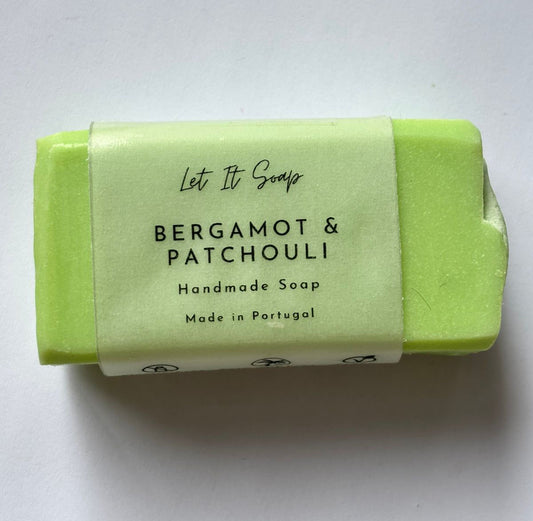 Let It Soap
BERGAMOT &
PATCHOULI
Handmade Soap
Made in Portugal